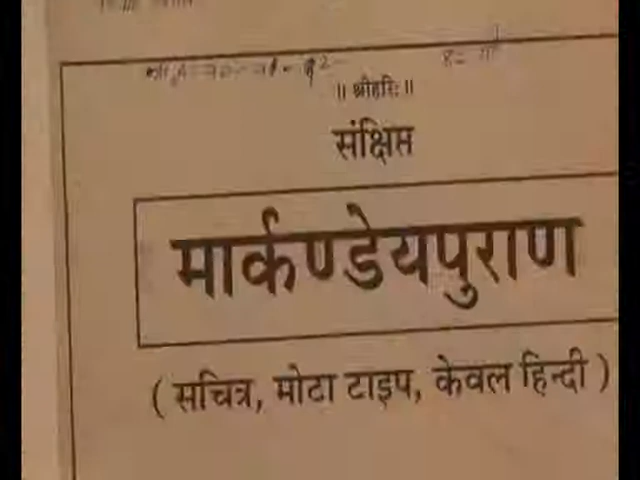 ॥ श्रीहरिः ॥
संक्षिप्त
मार्कण्डेयपुराण
( सचित्र, मोटा टाइप, केवल हिन्दी )